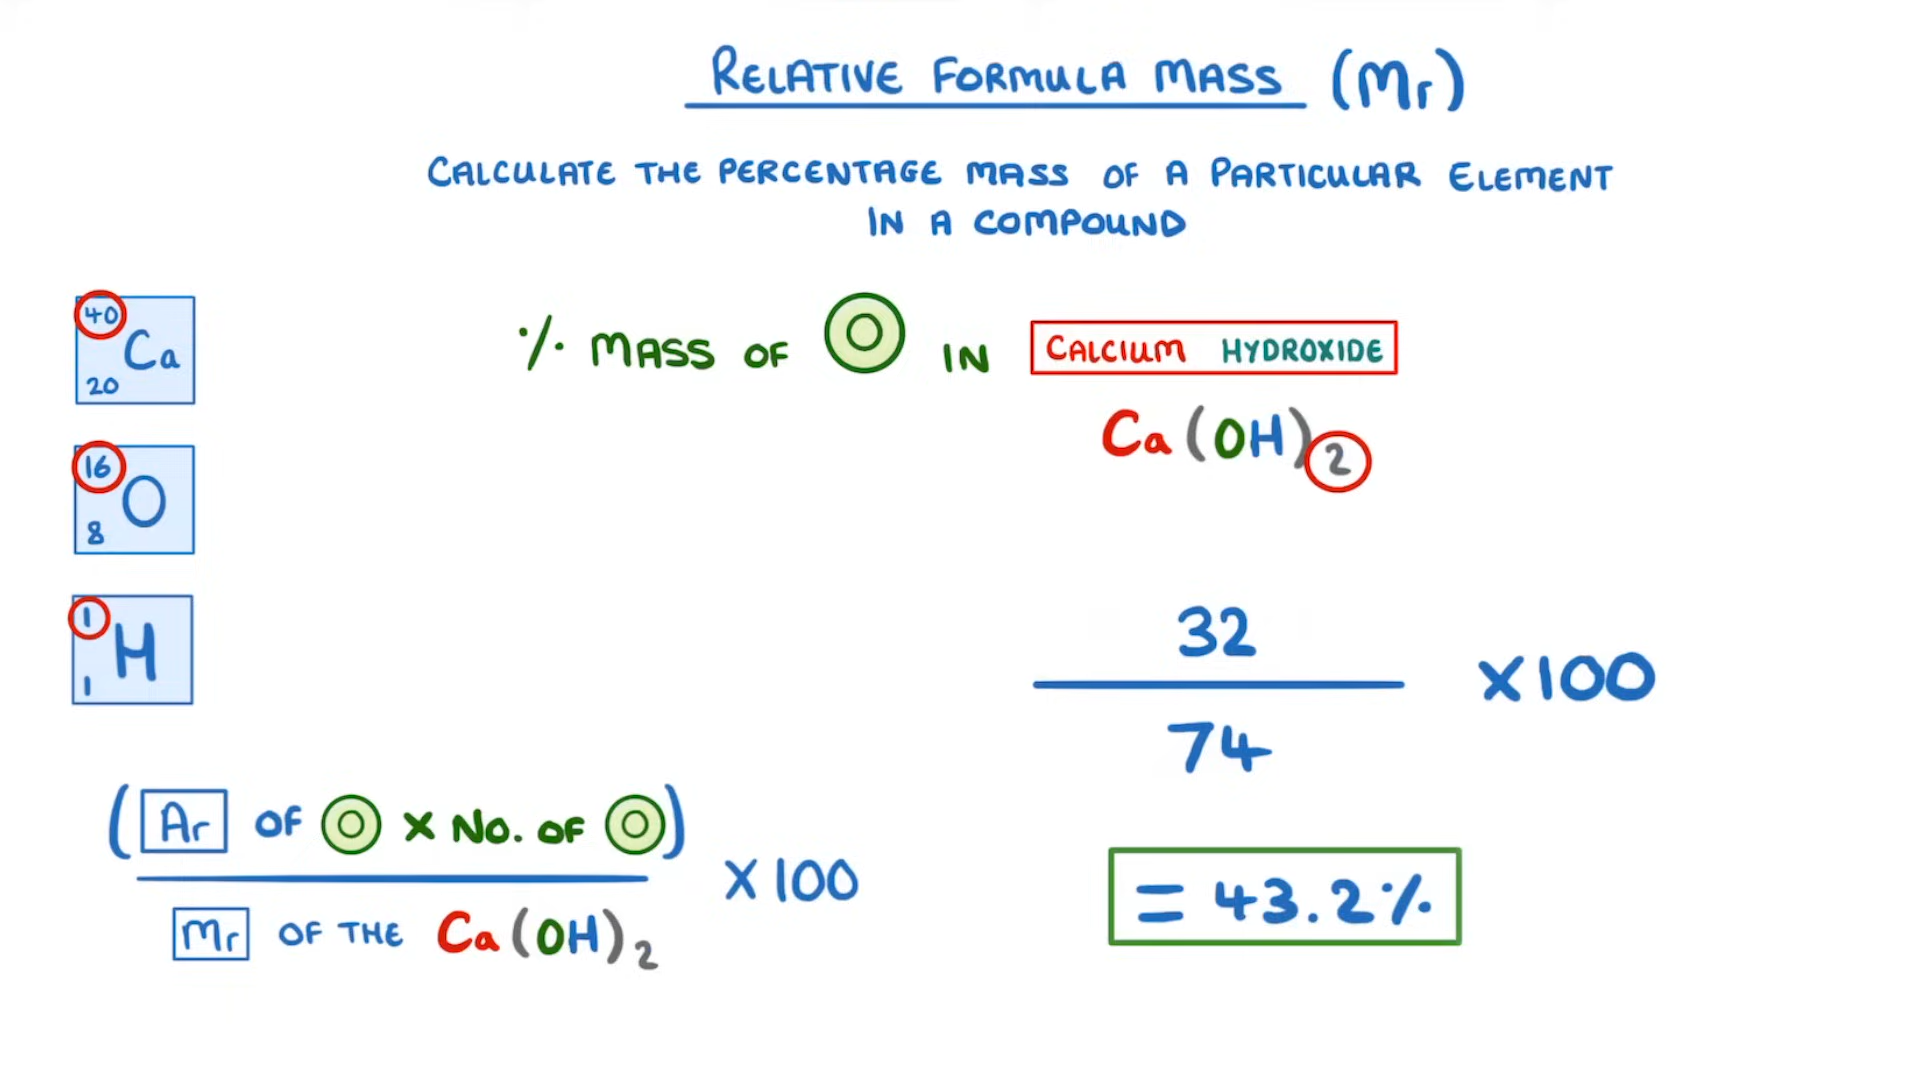 RELATIVE FORMULA MASS (Mr)
CALCULATE THE PERCENTAGE MASS OF A PARTICULAR ELEMENT
IN A COMPOUND
40
Ca
20
% MASS OF O IN CALCIUM HYDROXIDE
Ca(OH)2
16
O
8
1
H
1
32
74
X100
(Ar OF O X No. OF O)
Mr OF THE Ca(OH)2
X100
= 43.2%